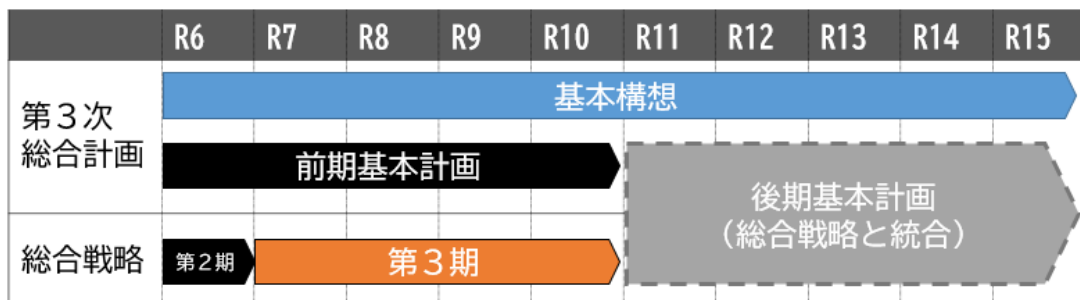 R6 R7 R8 R9 R10 R11 R12 R13 R14 R15
第３次
総合計画
基本構想
前期基本計画
後期基本計画
（総合戦略と統合）
総合戦略
第２期
第３期